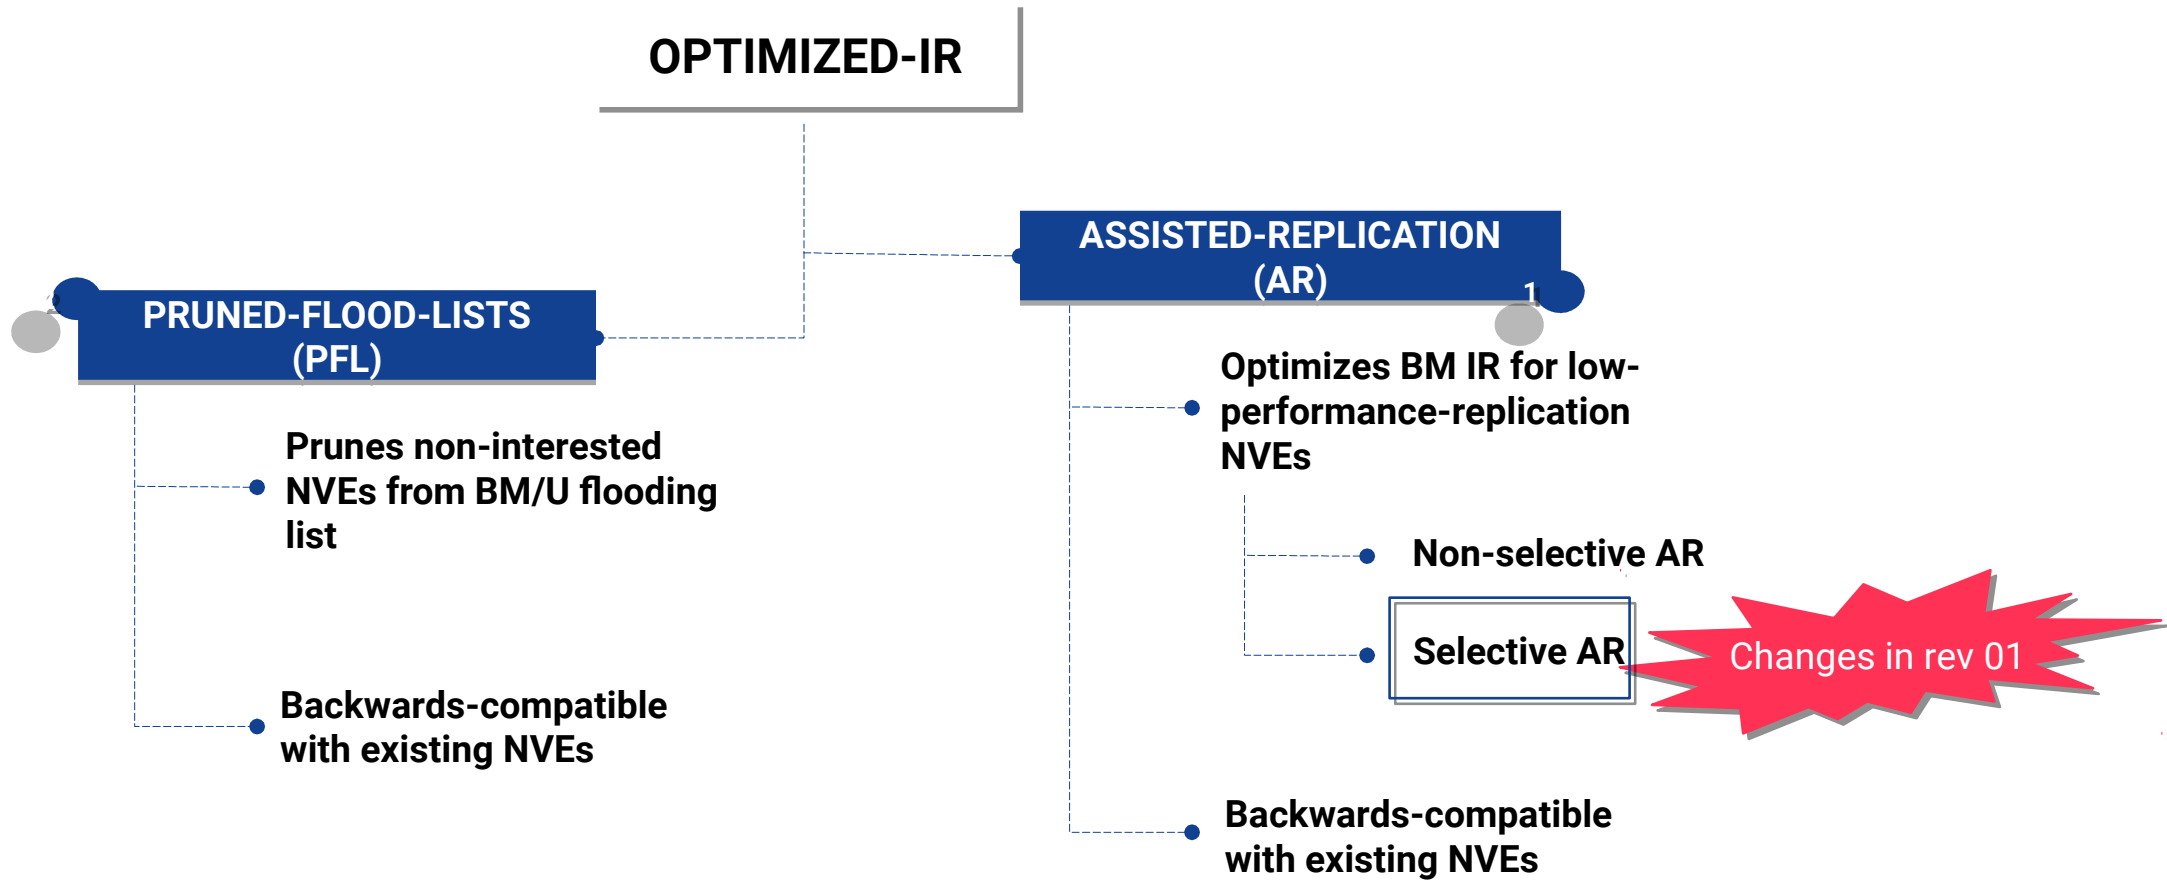 OPTIMIZED-IR
ASSISTED-REPLICATION
(AR)
1
2
PRUNED-FLOOD-LISTS
(PFL)
Optimizes BM IR for low-
performance-replication
NVEs
Prunes non-interested
NVEs from BM/U flooding
list
Non-selective AR
Selective AR
Changes in rev 01
Backwards-compatible
with existing NVEs
Backwards-compatible
with existing NVEs